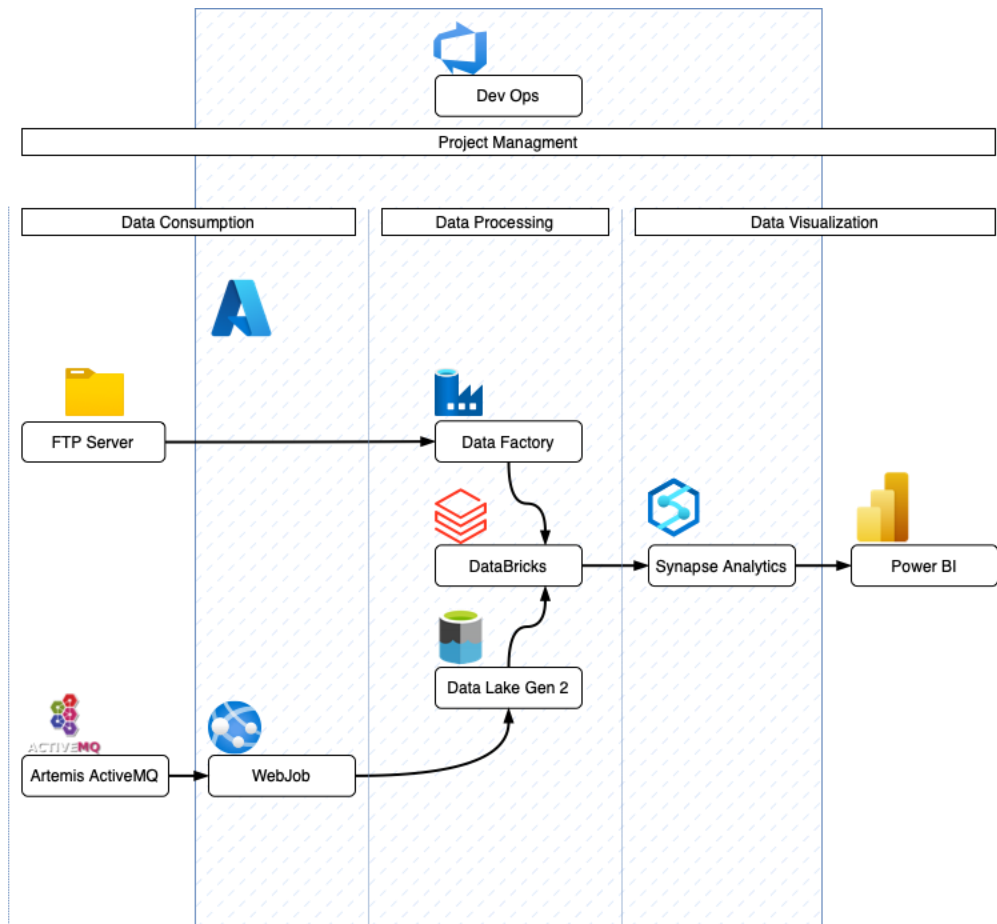 Dev Ops
Project Managment
Data Consumption
Data Processing
Data Visualization
FTP Server
Data Factory
DataBricks
Synapse Analytics
Power BI
Data Lake Gen 2
ACTIVEMQ
Artemis ActiveMQ
WebJob